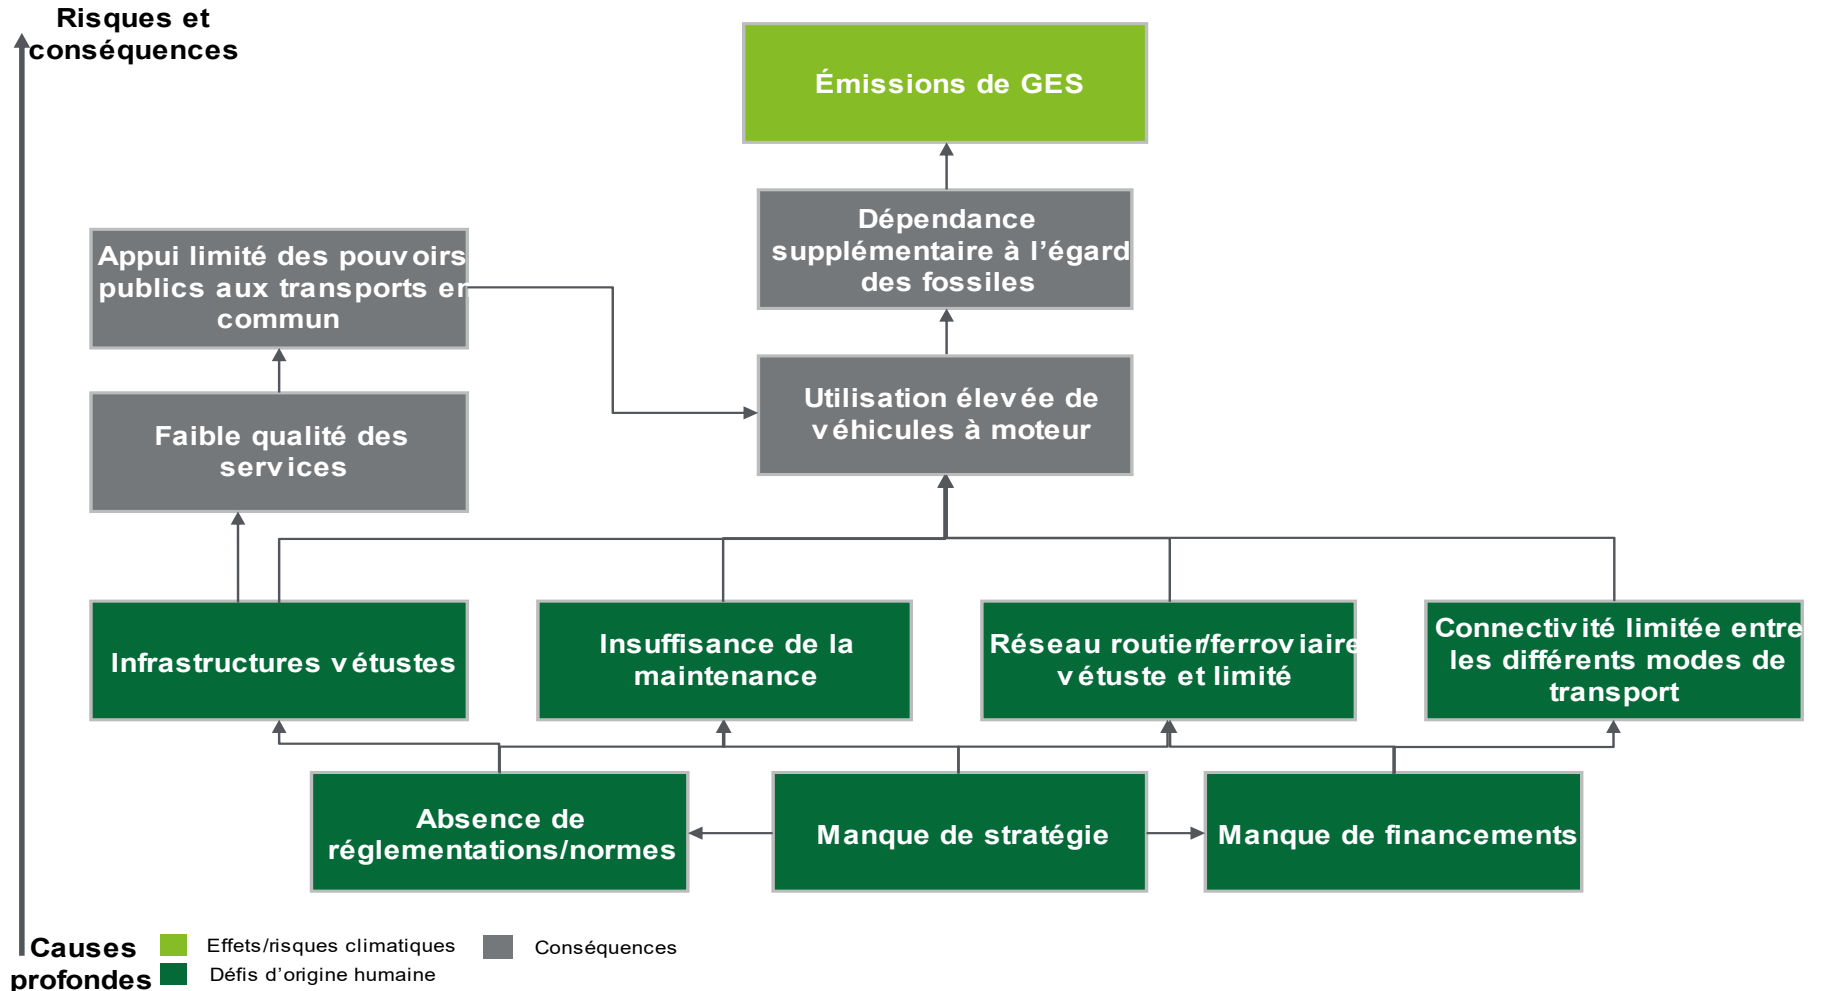 Risques et
conséquences
Émissions de GES
Dépendance
supplémentaire à l’égard
des fossiles
Appui limité des pouvoirs
publics aux transports en
commun
Utilisation élevée de
véhicules à moteur
Faible qualité des
services
Infrastructures vétustes
Insuffisance de la
maintenance
Réseau routier/ferroviaire
vétuste et limité
Connectivité limitée entre
les différents modes de
transport
Absence de
réglementations/normes
Manque de stratégie
Manque de financements
Causes
profondes
Effets/risques climatiques
Conséquences
Défis d’origine humaine